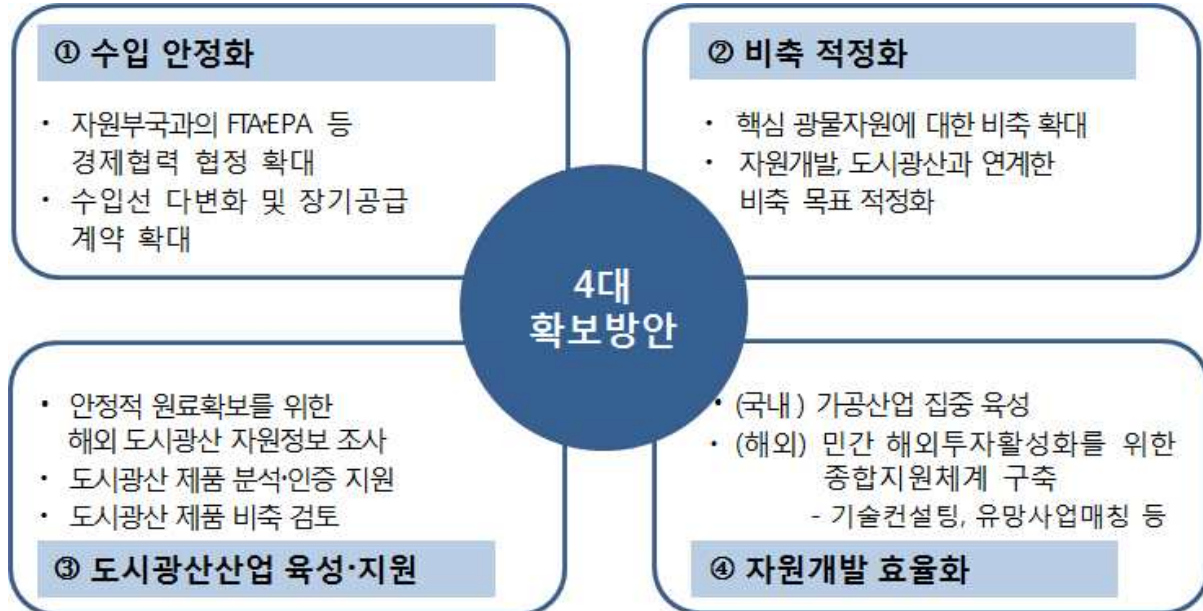 ① 수입 안정화
• 자원부국과의 FTA·EPA 등
경제협력 협정 확대
• 수입선 다변화 및 장기공급
계약 확대
② 비축 적정화
• 핵심 광물자원에 대한 비축 확대
• 자원개발, 도시광산과 연계한
비축 목표 적정화
4대
확보방안
• 안정적 원료확보를 위한
해외 도시광산 자원정보 조사
• 도시광산 제품 분석·인증 지원
• 도시광산 제품 비축 검토
③ 도시광산산업 육성·지원
• (국내) 가공산업 집중 육성
• (해외) 민간 해외투자활성화를 위한
종합지원체계 구축
- 기술컨설팅, 유망사업매칭 등
④ 자원개발 효율화